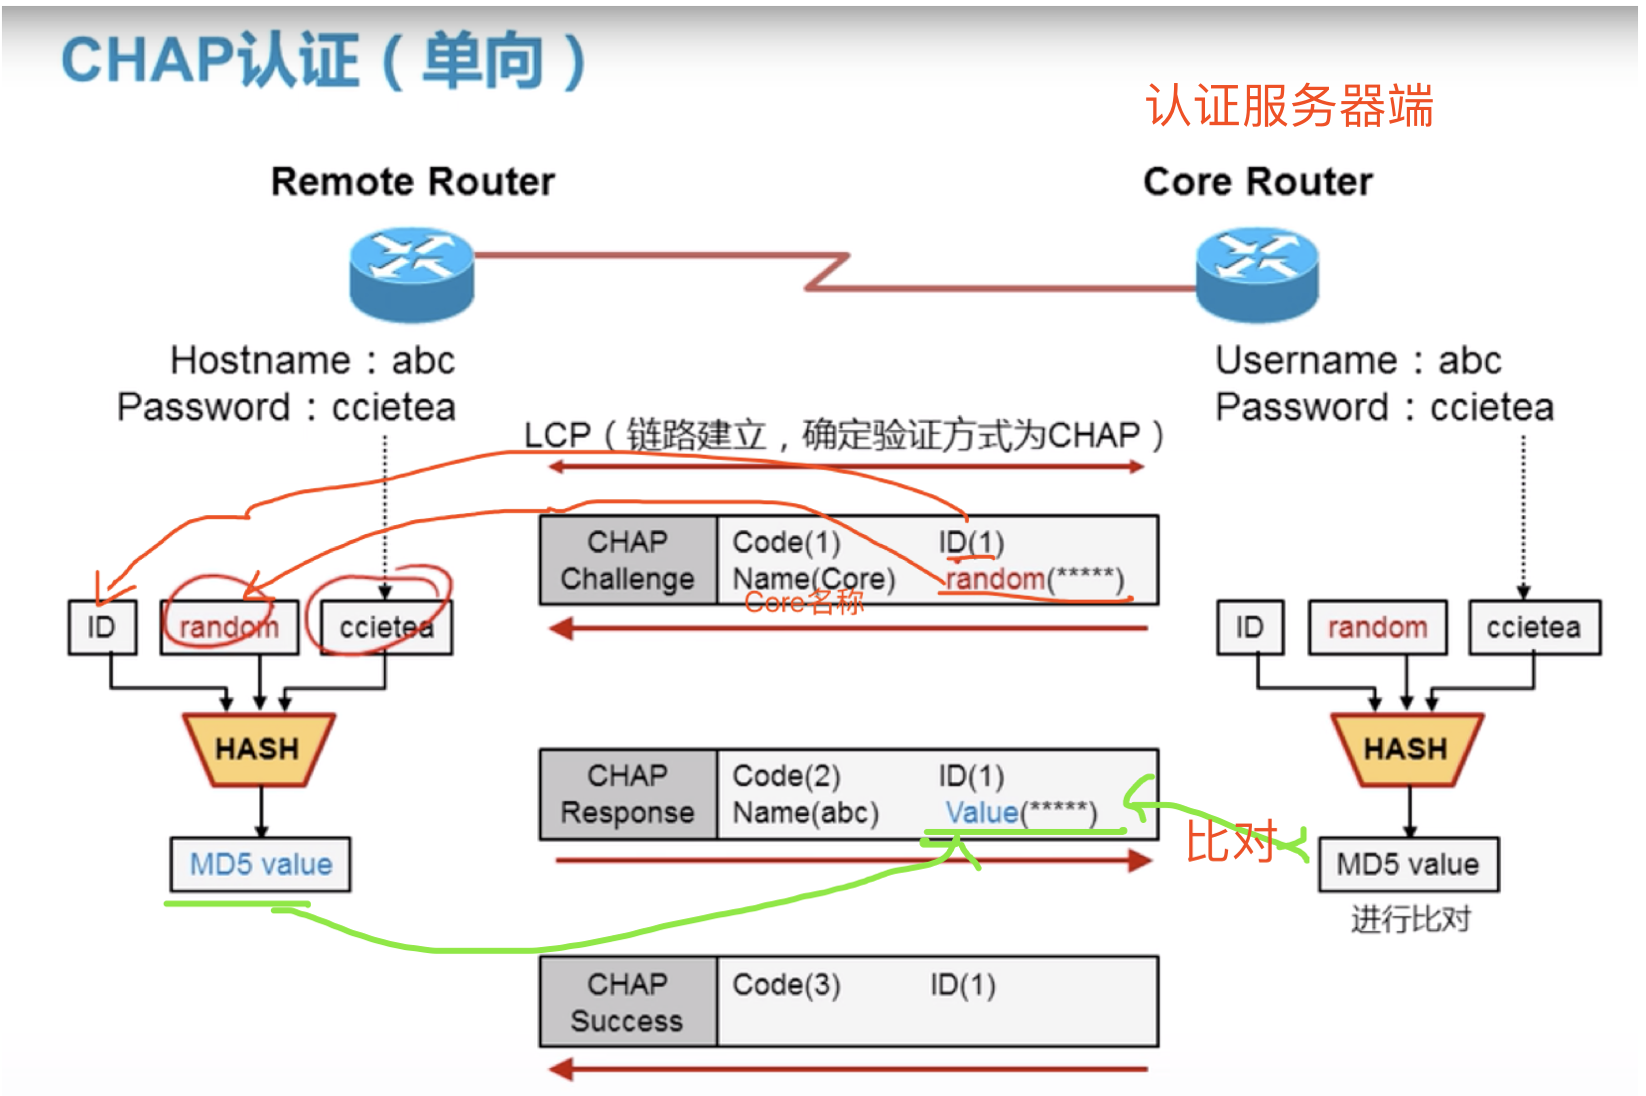 CHAP认证（单向）
认证服务器端
Remote Router
Core Router
Hostname：abc
Password：ccietea
Username：abc
Password：ccietea
LCP（链路建立，确定验证方式为CHAP）
CHAP
Challenge
Code(1) ID(1)
Name(Core) random(*****)
Core名称
ID random ccietea
ID random ccietea
HASH
HASH
CHAP
Response
Code(2) ID(1)
Name(abc) Value(*****)
比对
MD5 value
MD5 value
进行比对
CHAP
Success
Code(3) ID(1)